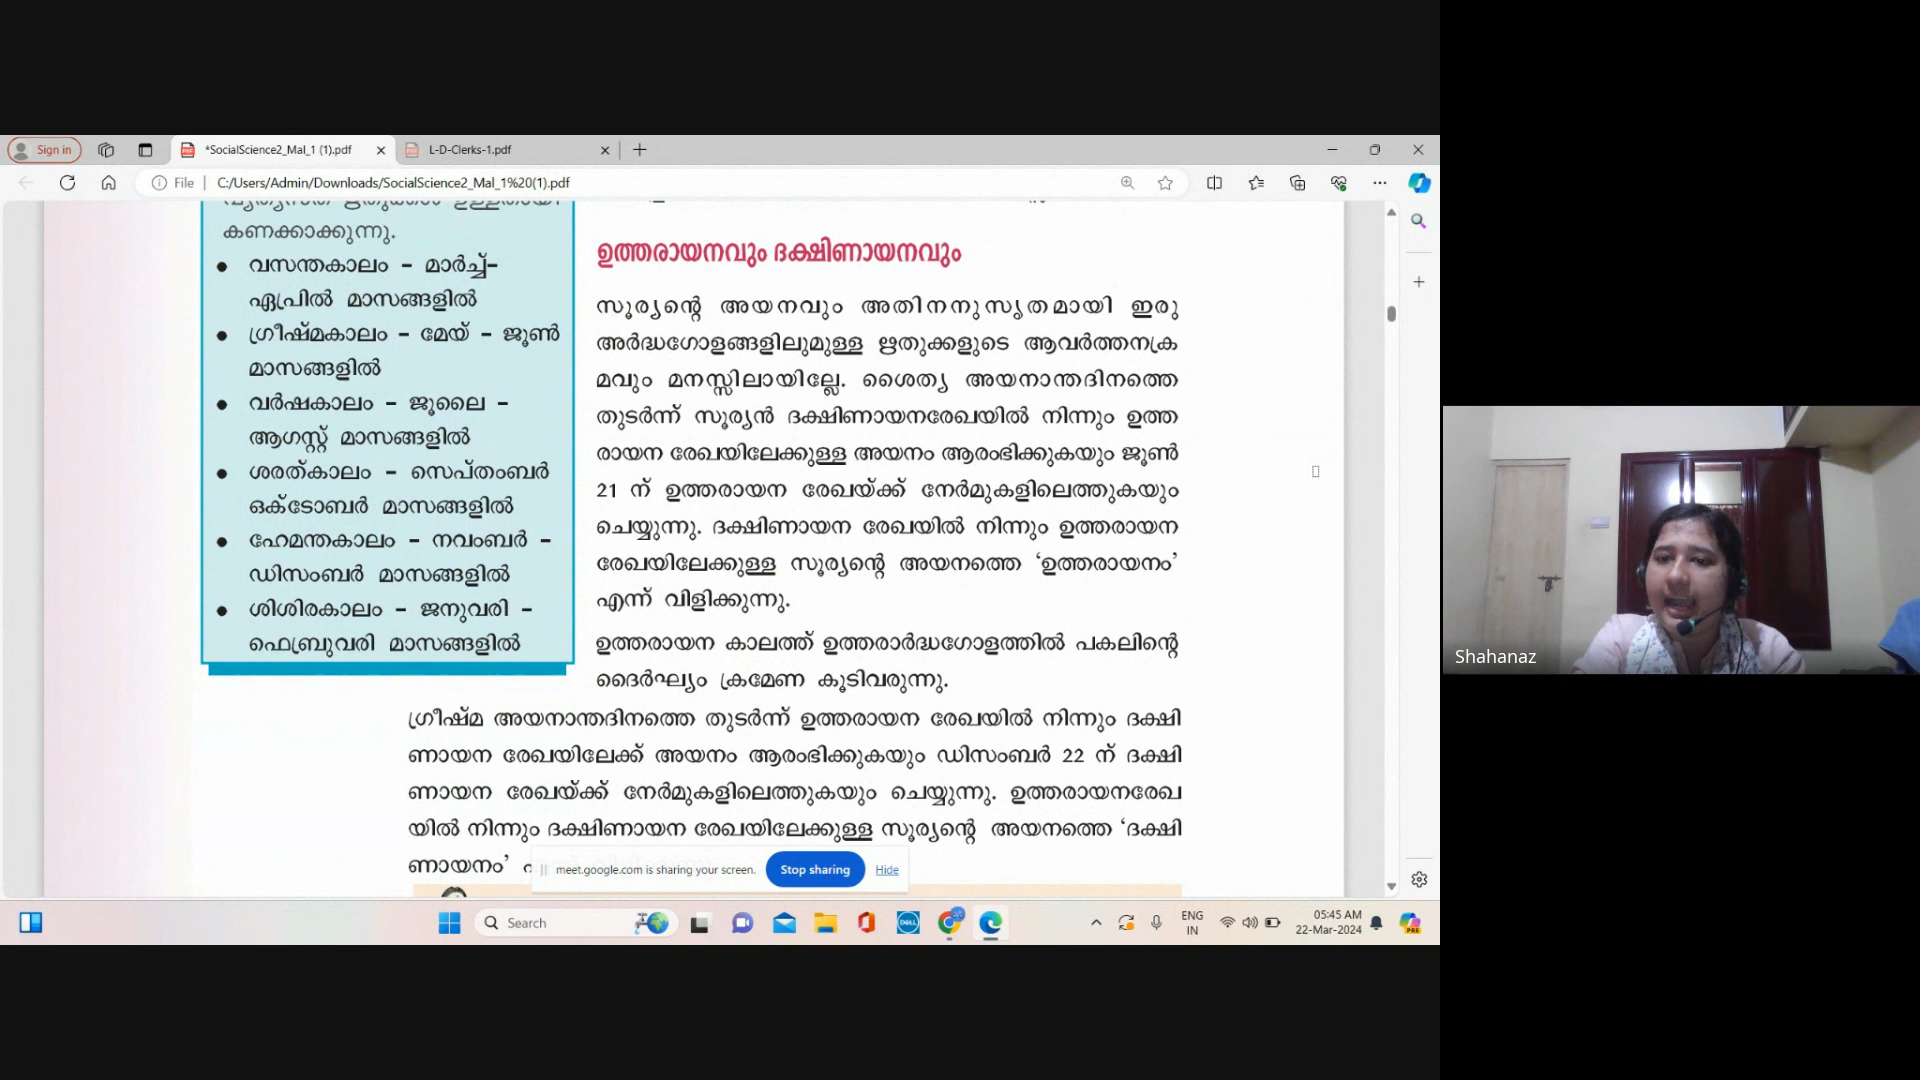 Sign in
*SocialScience2_Mal_1 (1).pdf
L-D-Clerks-1.pdf
File
C:/Users/Admin/Downloads/SocialScience2_Mal_1%20(1).pdf
കണക്കാക്കുന്നു.
● വസന്തകാലം – മാർച്ച്–
ഏപ്രിൽ മാസങ്ങളിൽ
● ഗ്രീഷ്മകാലം – മേയ് – ജൂൺ
മാസങ്ങളിൽ
● വർഷകാലം – ജൂലൈ –
ആഗസ്റ്റ് മാസങ്ങളിൽ
● ശരത്കാലം – സെപ്തംബർ
ഒക്ടോബർ മാസങ്ങളിൽ
● ഹേമന്തകാലം – നവംബർ –
ഡിസംബർ മാസങ്ങളിൽ
● ശിശിരകാലം – ജനുവരി –
ഫെബ്രുവരി മാസങ്ങളിൽ
ഉത്തരായനവും ദക്ഷിണായനവും
സൂര്യന്റെ അയനവും അതിനനുസൃതമായി ഇരു
അർദ്ധഗോളങ്ങളിലുമുള്ള ഋതുക്കളുടെ ആവർത്തനക്ര
മവും മനസ്സിലായില്ലേ. ശൈത്യ അയനാന്തദിനത്തെ
തുടർന്ന് സൂര്യൻ ദക്ഷിണായനരേഖയിൽ നിന്നും ഉത്ത
രായന രേഖയിലേക്കുള്ള അയനം ആരംഭിക്കുകയും ജൂൺ
21 ന് ഉത്തരായന രേഖയ്ക്ക് നേർമുകളിലെത്തുകയും
ചെയ്യുന്നു. ദക്ഷിണായന രേഖയിൽ നിന്നും ഉത്തരായന
രേഖയിലേക്കുള്ള സൂര്യന്റെ അയനത്തെ ‘ഉത്തരായനം’
എന്ന് വിളിക്കുന്നു.
ഉത്തരായന കാലത്ത് ഉത്തരാർദ്ധഗോളത്തിൽ പകലിന്റെ
ദൈർഘ്യം ക്രമേണ കൂടിവരുന്നു.
ഗ്രീഷ്മ അയനാന്തദിനത്തെ തുടർന്ന് ഉത്തരായന രേഖയിൽ നിന്നും ദക്ഷി
ണായന രേഖയിലേക്ക് അയനം ആരംഭിക്കുകയും ഡിസംബർ 22 ന് ദക്ഷി
ണായന രേഖയ്ക്ക് നേർമുകളിലെത്തുകയും ചെയ്യുന്നു. ഉത്തരായനരേഖ
യിൽ നിന്നും ദക്ഷിണായന രേഖയിലേക്കുള്ള സൂര്യന്റെ അയനത്തെ ‘ദക്ഷി
ണായനം’
meet.google.com is sharing your screen.
Stop sharing
Hide
Shahanaz
Search
ENG
IN
05:45 AM
22-Mar-2024
PRE